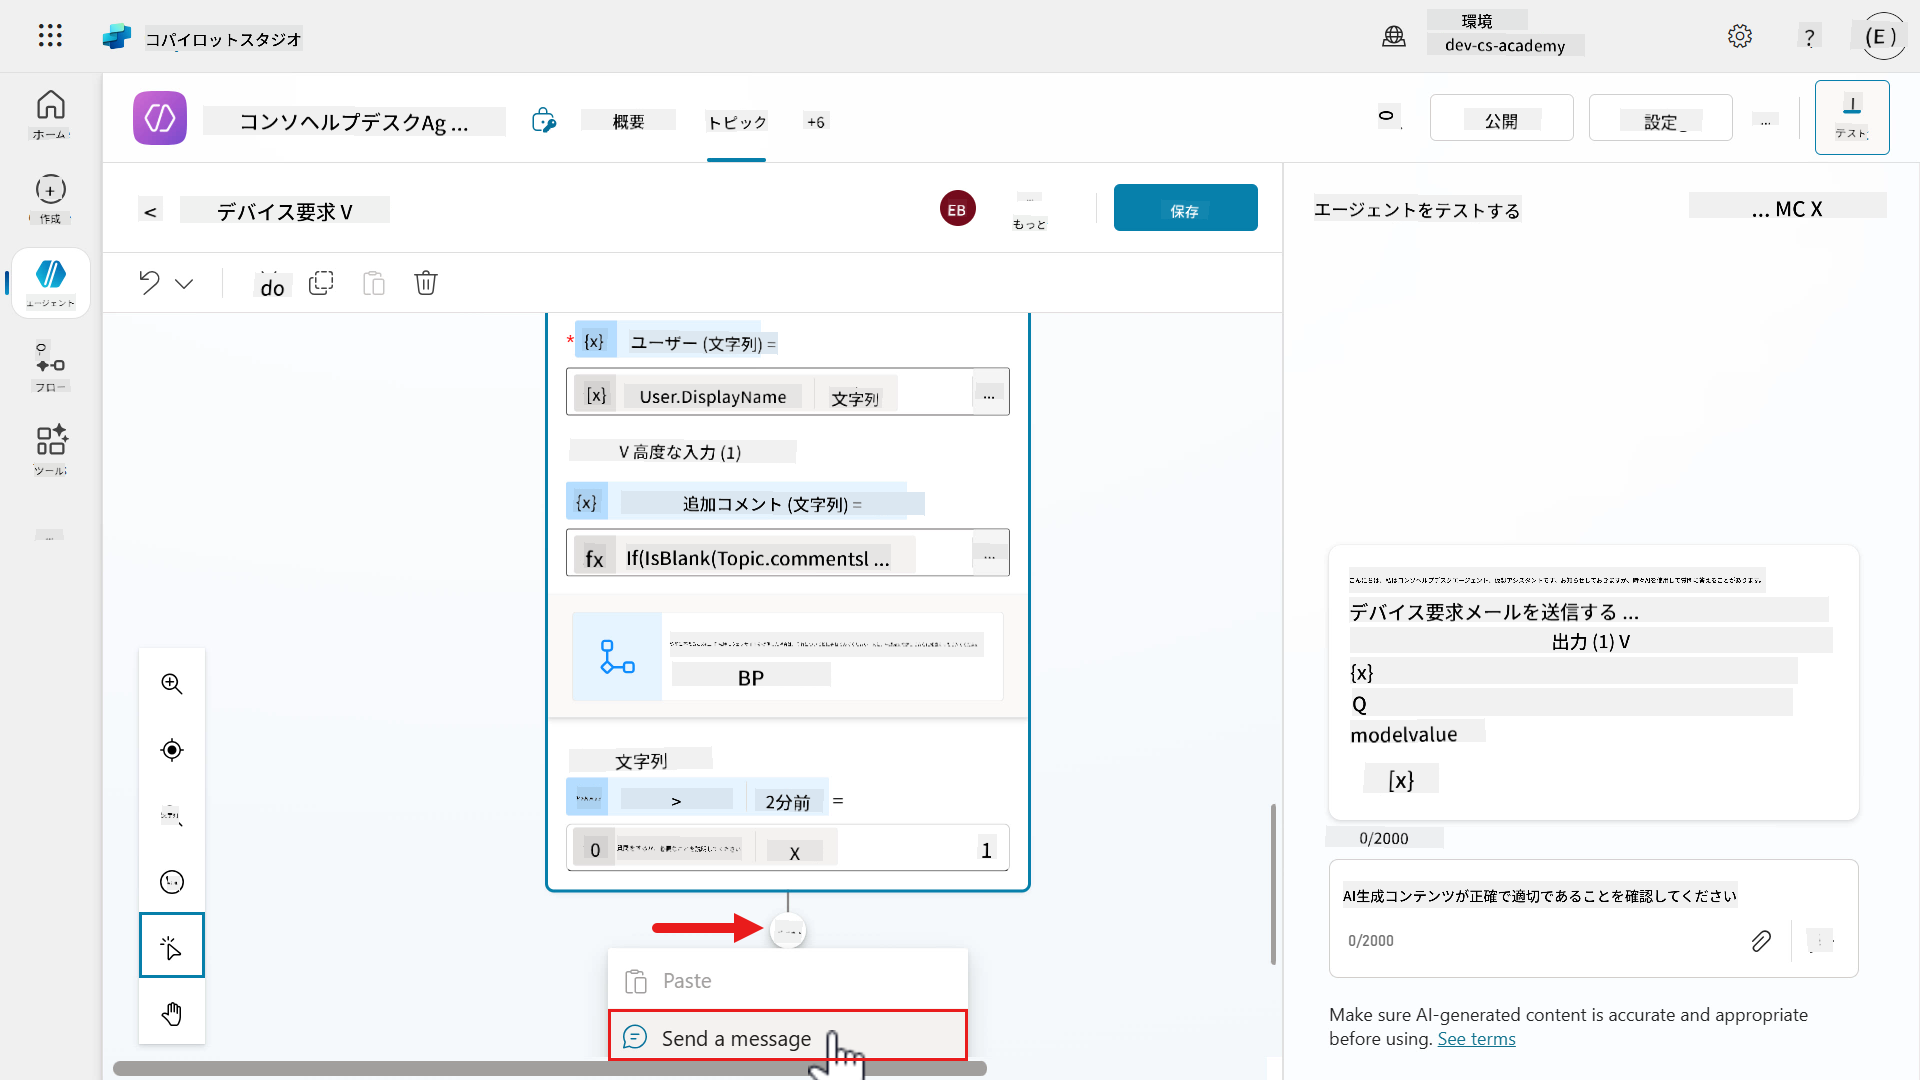 コパイロットスタジオ
環境
dev-cs-academy
?
(E )
ホーム
作成
エージェント
フロー
ツール
コンソヘルプデスクAg ...
概要
トピック
+6
公開
設定
...
テスト
<
デバイス要求 V
EB
もっと
保存
do
* {x} ユーザー (文字列) =
[x} User.DisplayName 文字列 ...
V 高度な入力 (1)
{x} 追加コメント (文字列) =
fx If(IsBlank(Topic.commentsl ...
...
BP
文字列
> 2分前 =
0 X 1
Paste
Send a message
エージェントをテストする
... MC X
デバイス要求メールを送信する ...
出力 (1) V
{x}
Q
modelvalue
[x}
0/2000
AI生成コンテンツが正確で適切であることを確認してください
0/2000
Make sure AI-generated content is accurate and appropriate
before using. See terms